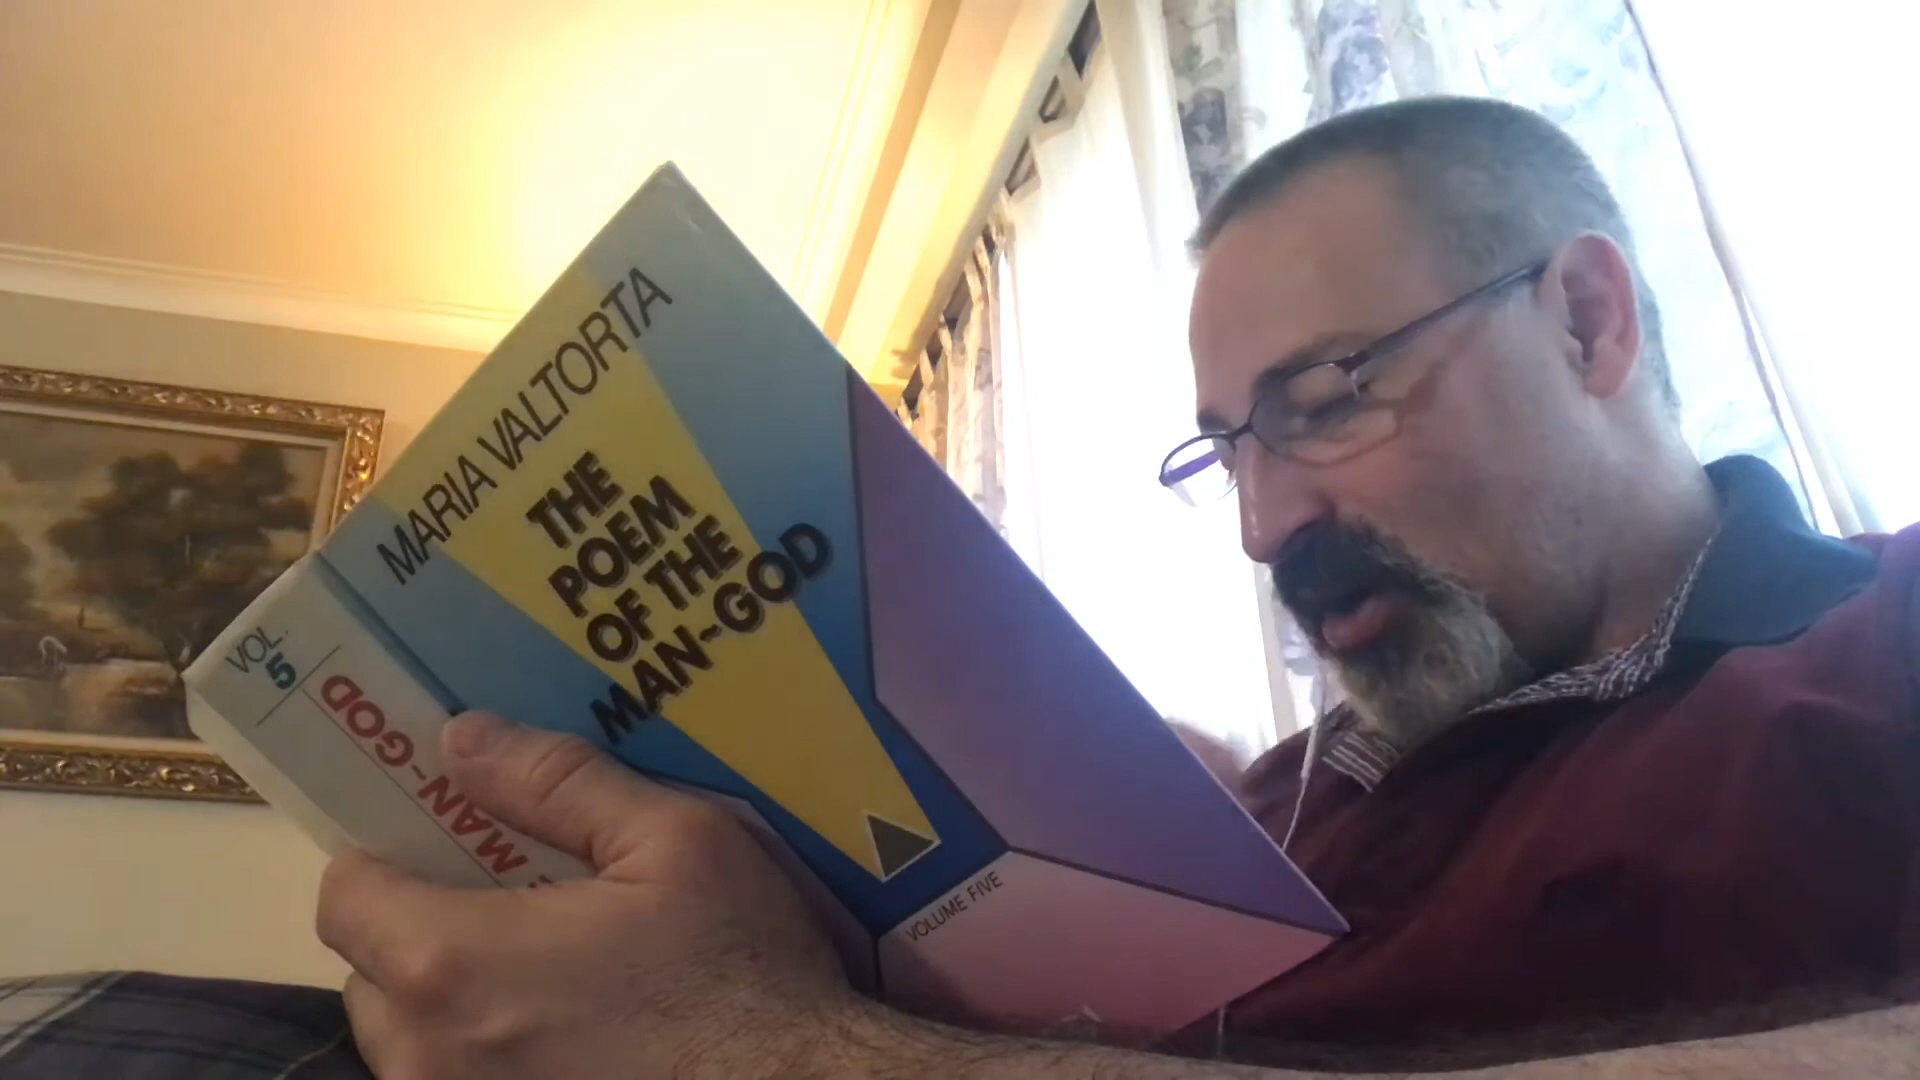 MARIA VALTORTA
THE
POEM
OF THE
MAN~GOD
VOLUME FIVE
VOL.
5
MAN~GOD